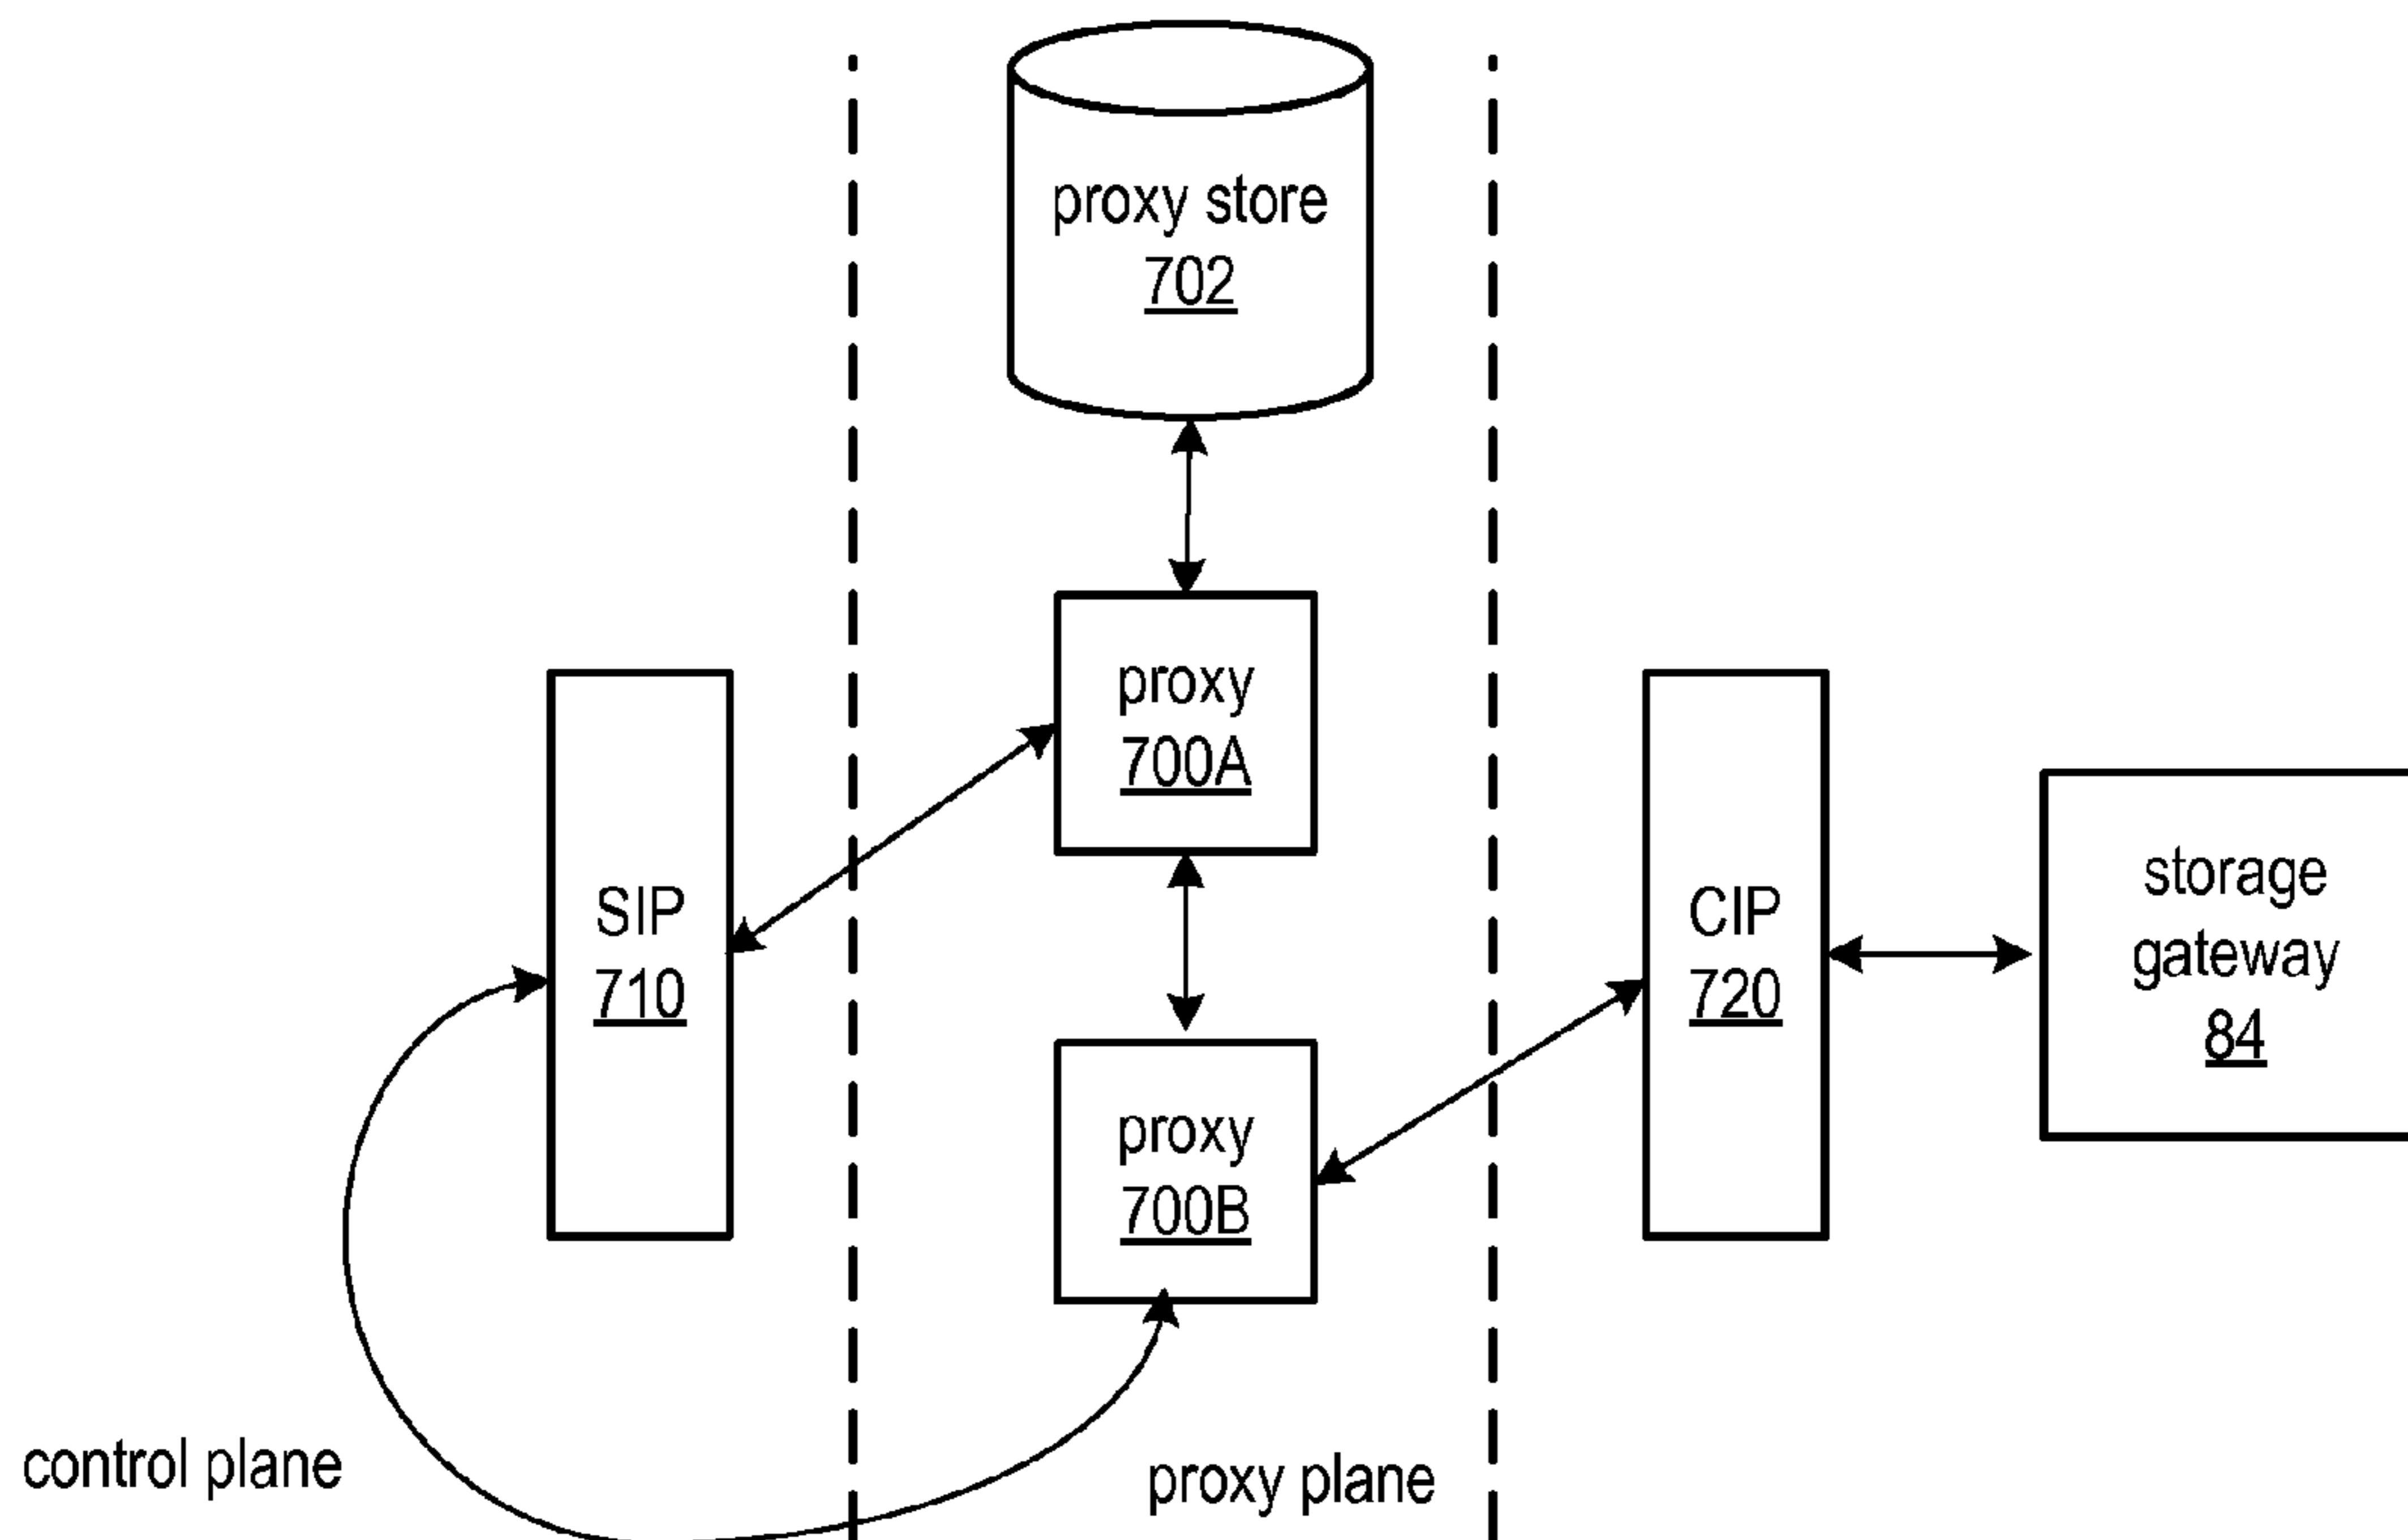 proxy store
702
proxy
700A
SIP
710
CIP
720
storage
gateway
84
proxy
700B
control plane
proxy plane